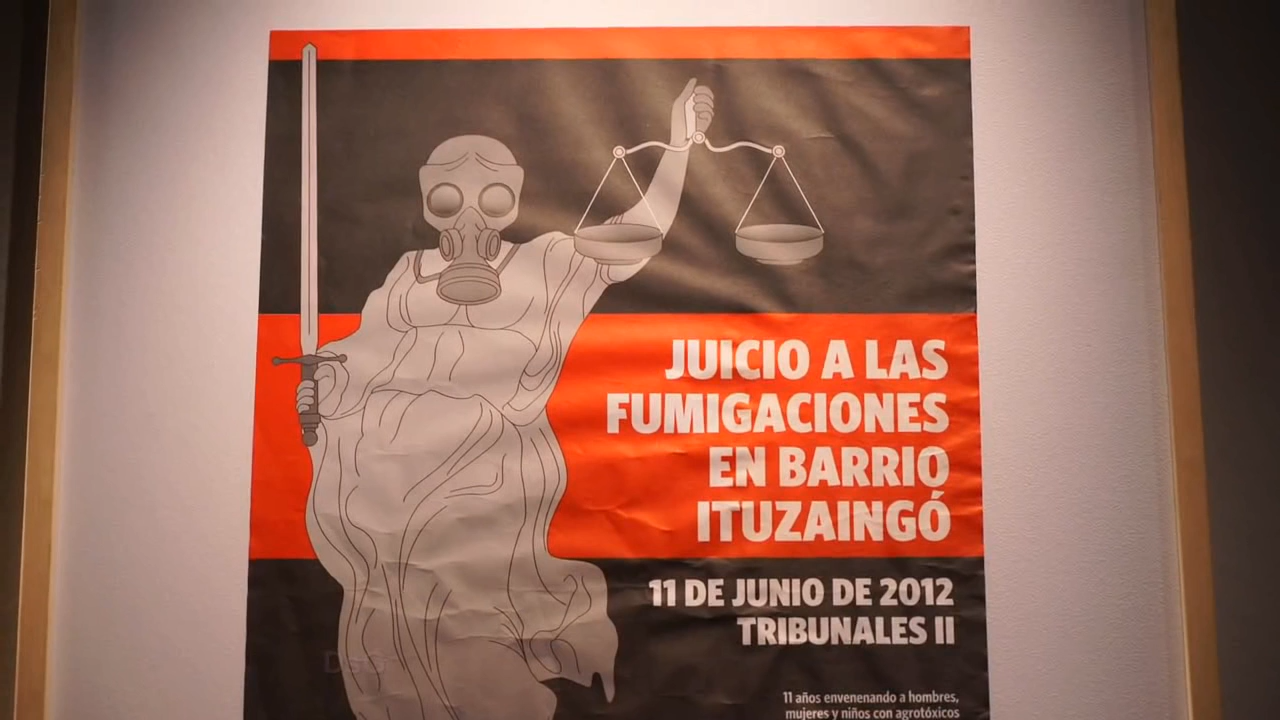 JUICIO A LAS
FUMIGACIONES
EN BARRIO
ITUZAINGÓ
11 DE JUNIO DE 2012
TRIBUNALES II
11 años envenenando a hombres,
mujeres y niños con agrotóxicos